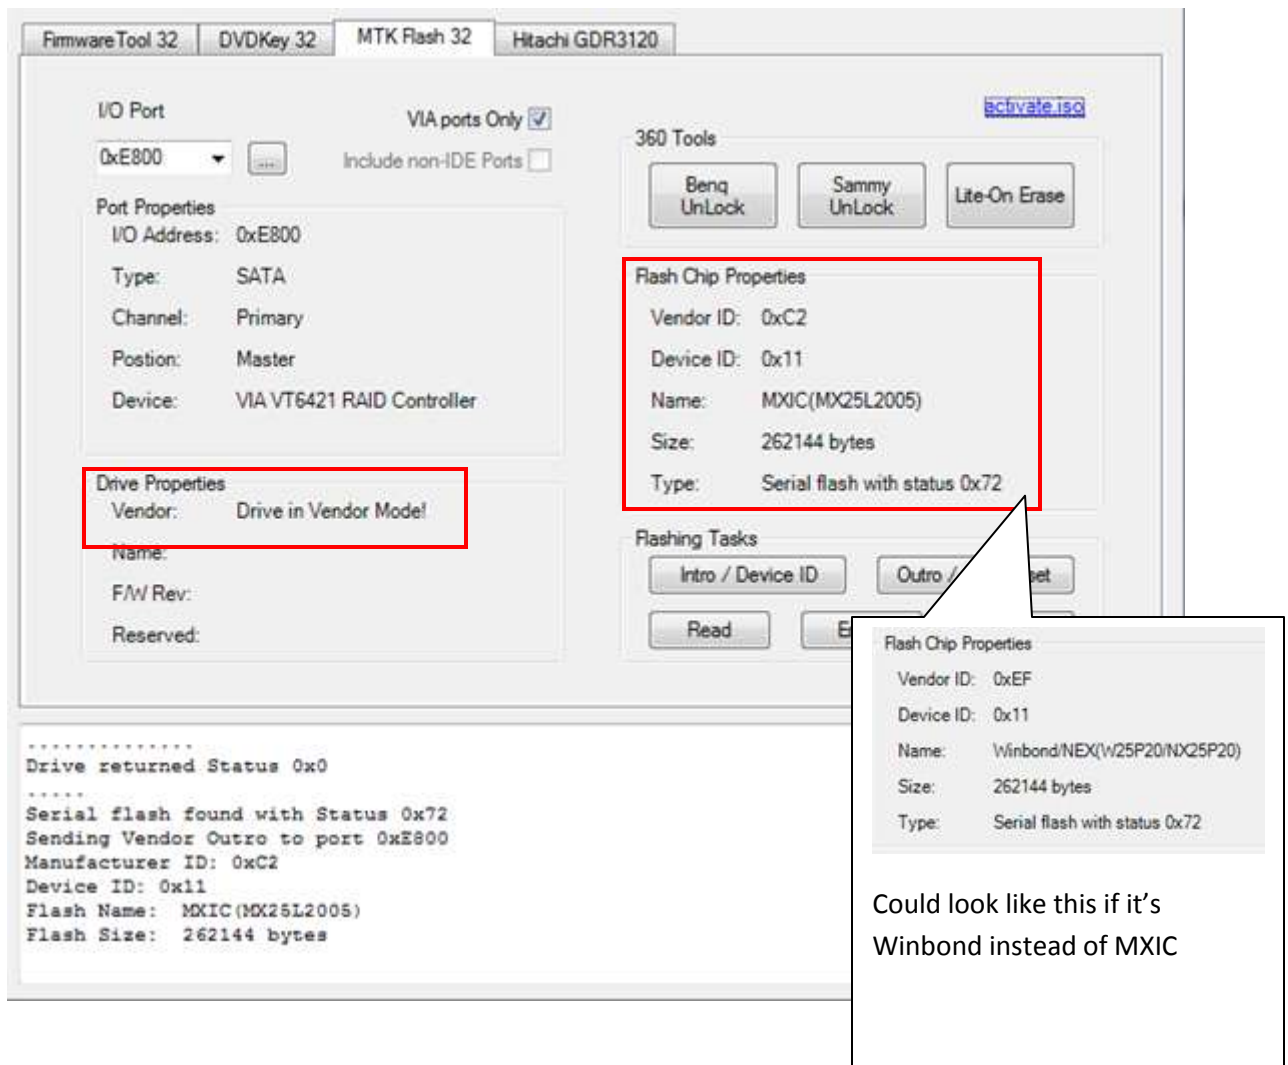 FirmwareTool 32 DVDKey 32 MTK Flash 32 Hitachi GDR3120
I/O Port
VIA ports Only
0xE800
...
Include non-IDE Ports
Port Properties
I/O Address: 0xE800
Type: SATA
Channel: Primary
Postion: Master
Device: VIA VT6421 RAID Controller
Drive Properties
Vendor: Drive in Vendor Mode!
Name:
F/W Rev:
Reserved:
activate.iso
360 Tools
Benq UnLock
Sammy UnLock
Lite-On Erase
Flash Chip Properties
Vendor ID: 0xC2
Device ID: 0x11
Name: MXIC(MX25L2005)
Size: 262144 bytes
Type: Serial flash with status 0x72
Flashing Tasks
Intro / Device ID
Outro /
Read
..............
Drive returned Status 0x0
.....
Serial flash found with Status 0x72
Sending Vendor Outro to port 0xE800
Manufacturer ID: 0xC2
Device ID: 0x11
Flash Name: MXIC(MX25L2005)
Flash Size: 262144 bytes
Flash Chip Properties
Vendor ID: 0xEF
Device ID: 0x11
Name: Winbond/NEX(W25P20/NX25P20)
Size: 262144 bytes
Type: Serial flash with status 0x72
Could look like this if it’s
Winbond instead of MXIC